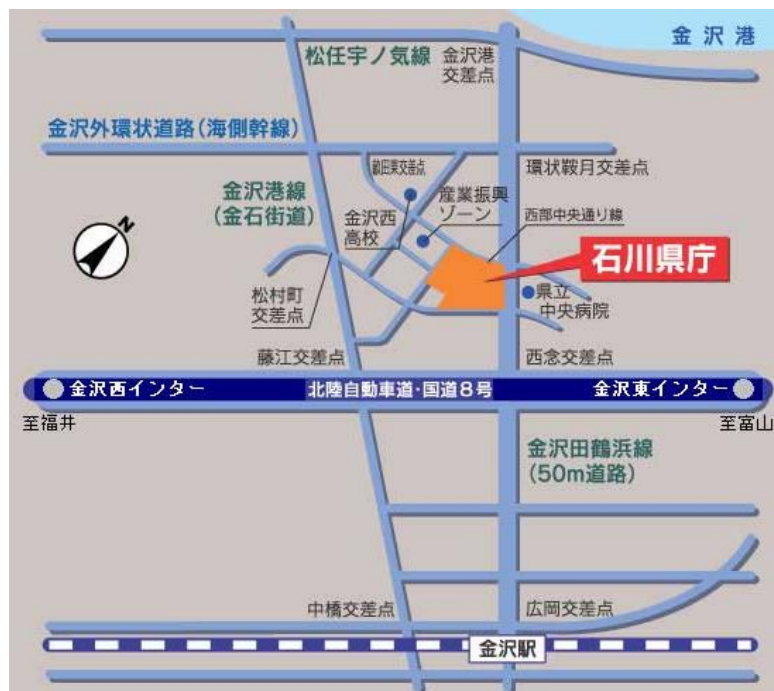 金沢港
松任宇ノ気線
金沢港
交差点
金沢外環状道路(海側幹線)
環状鞍月交差点
金沢港線
(金石街道)
N
金沢西
高校
産業振興
ゾーン
西部中央通り線
石川県庁
県立
中央病院
松村町
交差点
藤江交差点
西念交差点
金沢西インター
北陸自動車道・国道8号
金沢東インター
至福井
至富山
金沢田鶴浜線
(50m道路)
中橋交差点
広岡交差点
金沢駅